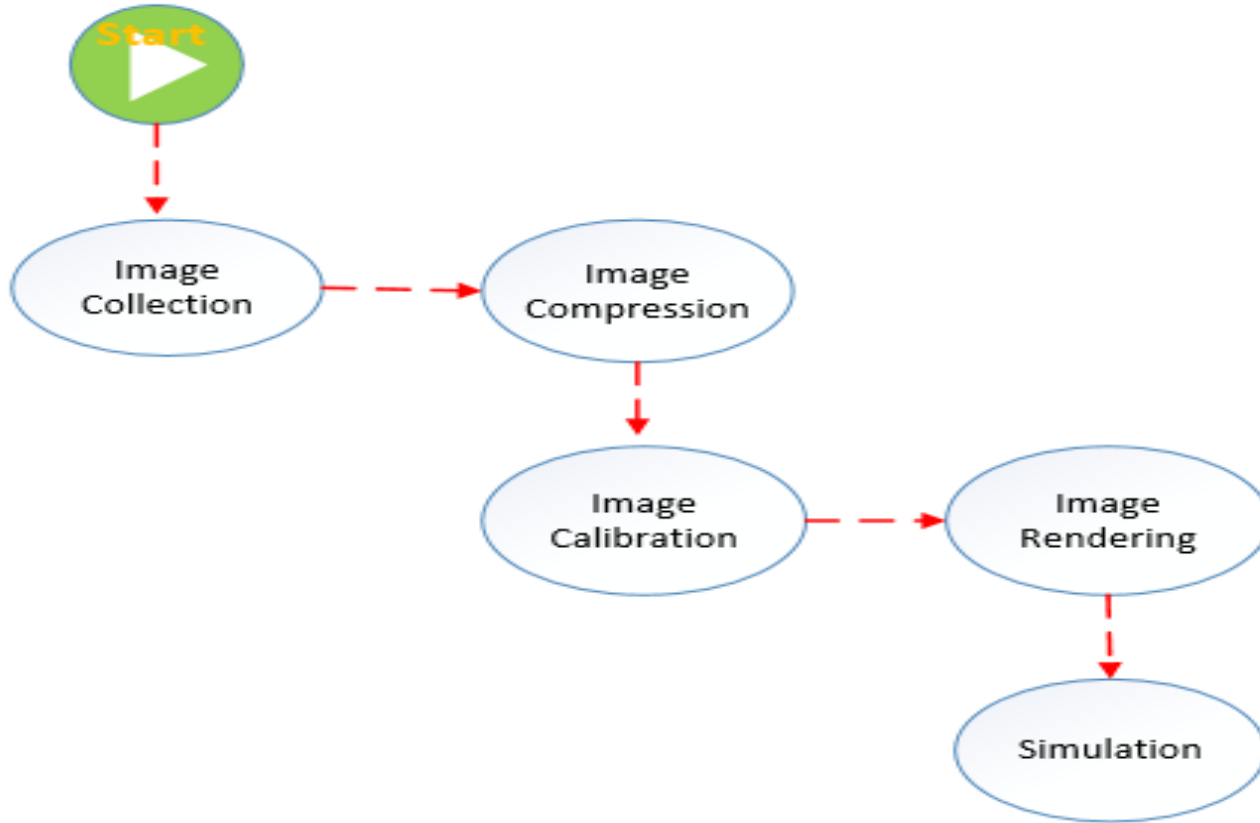 Start
Image
Collection
Image
Compression
Image
Calibration
Image
Rendering
Simulation